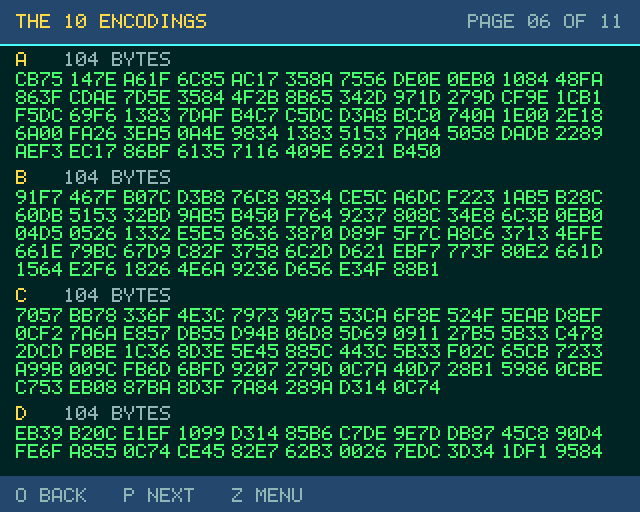 THE 10 ENCODINGS PAGE 06 OF 11
A 104 BYTES
CB75 147E A61F 6C85 AC17 358A 7556 DE0E 0EB0 1084 48FA
863F CDAE 7D5E 3584 4F2B 8B65 342D 971D 279D CF9E 1CB1
F5DC 69F6 1383 7DAF B4C7 C5DC D3A8 BCC0 740A 1E00 2E18
6A00 FA26 3EA5 0A4E 9834 1383 5153 7A04 5058 DADB 2289
AEF3 EC17 86BF 6135 7116 409E 6921 B450
B 104 BYTES
91F7 467F B07C D3B8 76C8 9834 CE5C A6DC F223 1AB5 B28C
60DB 5153 32BD 9AB5 B450 F764 9237 808C 34E8 6C3B 0EB0
04D5 0526 1332 E5E5 8636 3870 D89F 5F7C A8C6 3713 4EFE
661E 79BC 67D9 C82F 3758 6C2D D621 EBF7 773F 80E2 661D
1564 E2F6 1826 4E6A 9236 D656 E34F 88B1
C 104 BYTES
7057 BB78 336F 4E3C 7973 9075 53CA 6F8E 524F 5EAB D8EF
0CF2 7A6A E857 DB55 D94B 06D8 5D69 0911 27B5 5B33 C478
2DCD F0BE 1C36 8D3E 5E45 885C 443C 5B33 F02C 65CB 7233
A99B 009C FB6D 6BFD 9207 279D 0C7A 40D7 28B1 5986 0CBE
C753 EB08 87BA 8D3F 7A84 289A D314 0C74
D 104 BYTES
EB39 B20C E1EF 1099 D314 85B6 C7DE 9E7D DB87 45C8 90D4
FE6F A855 0C74 CE45 82E7 62B3 0026 7EDC 3D34 1DF1 9584
O BACK P NEXT Z MENU